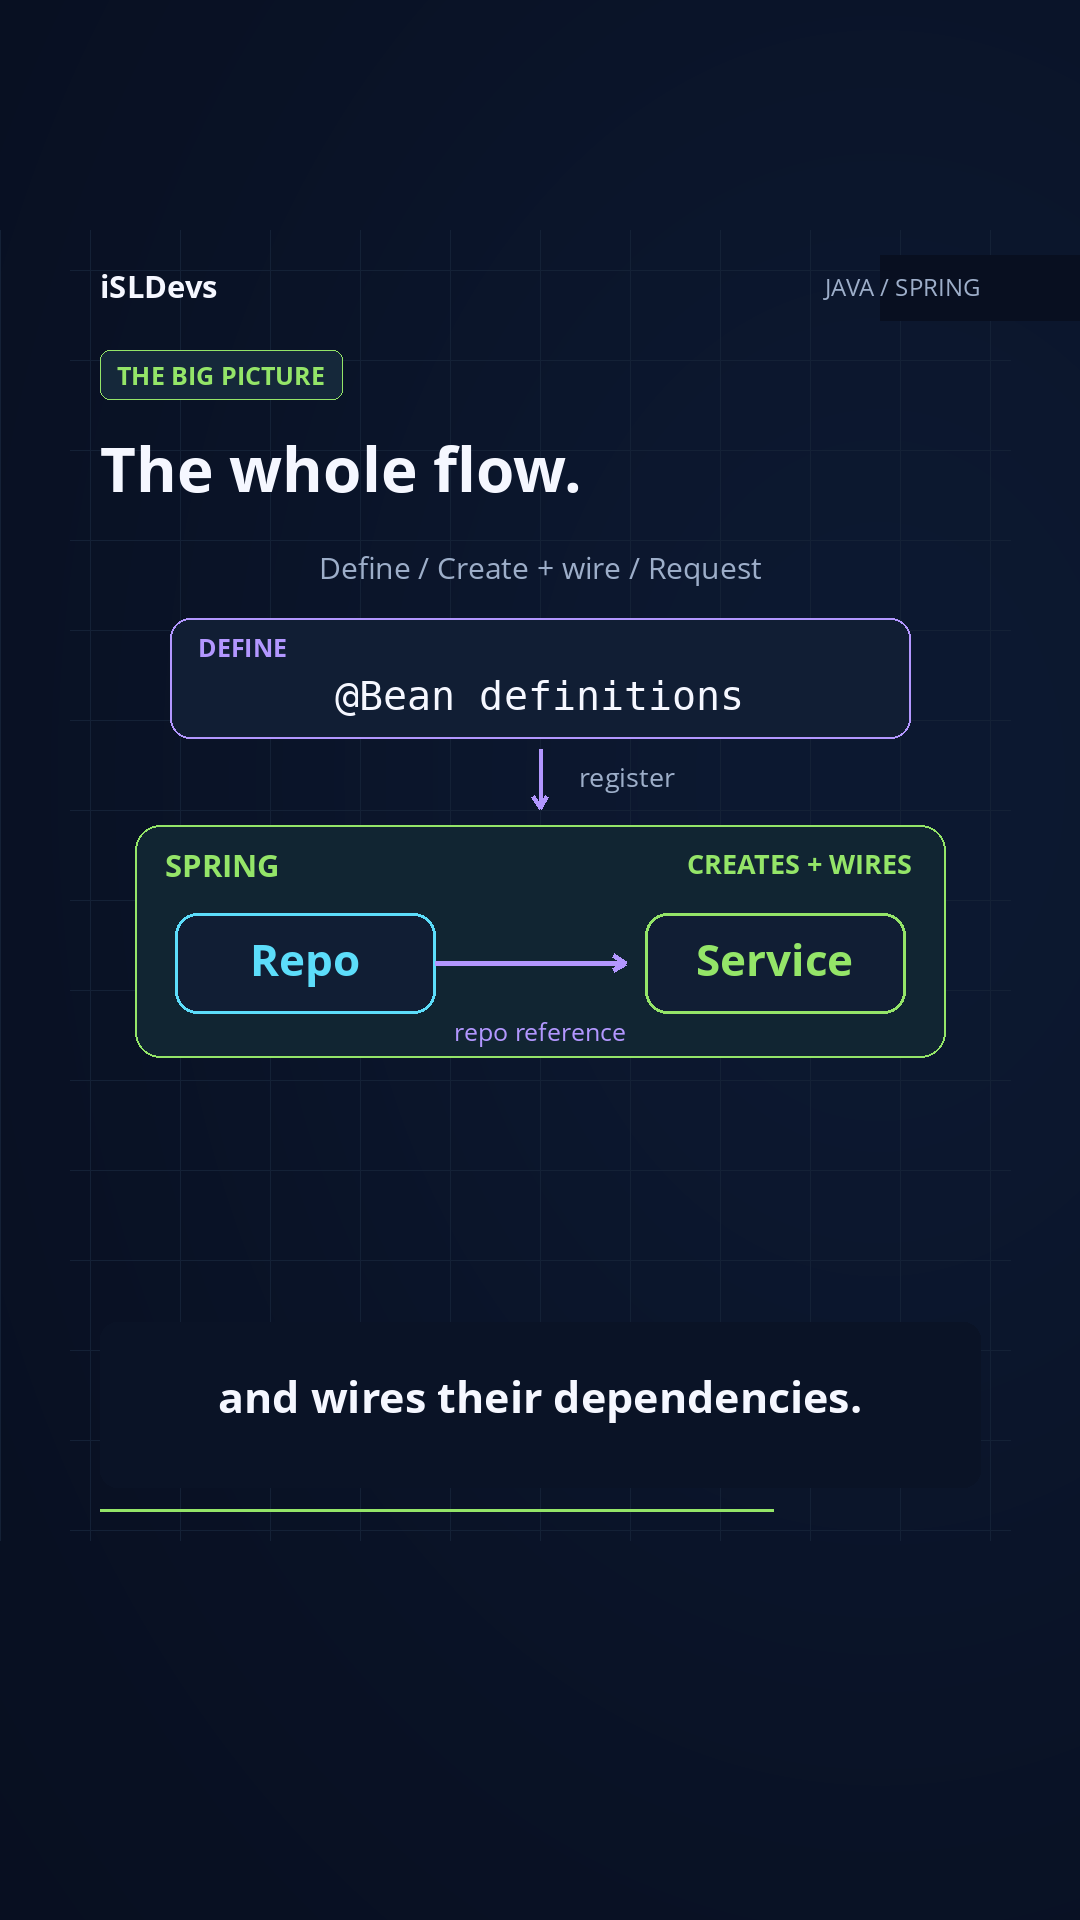 iSLDevs
JAVA / SPRING
THE BIG PICTURE
The whole flow.
Define / Create + wire / Request
DEFINE
@Bean definitions
register
SPRING
CREATES + WIRES
Repo
Service
repo reference
and wires their dependencies.